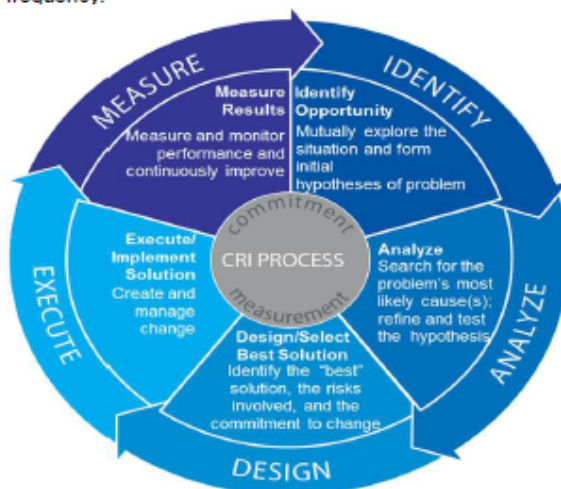 frequency.
MEASURE
Measure
Results
Measure and monitor
performance and
continuously improve
IDENTIFY
Identify
Opportunity
Mutually explore the
situation and form
initial
hypotheses of problem
ANALYZE
Analyze
Search for the
problem's most
likely cause(s);
refine and test
the hypothesis
DESIGN
Design/Select
Best Solution
Identify the "best"
solution, the risks
involved, and the
commitment to change
EXECUTE
Execute/
Implement
Solution
Create and
manage
change
commitment
CRI PROCESS
measurement